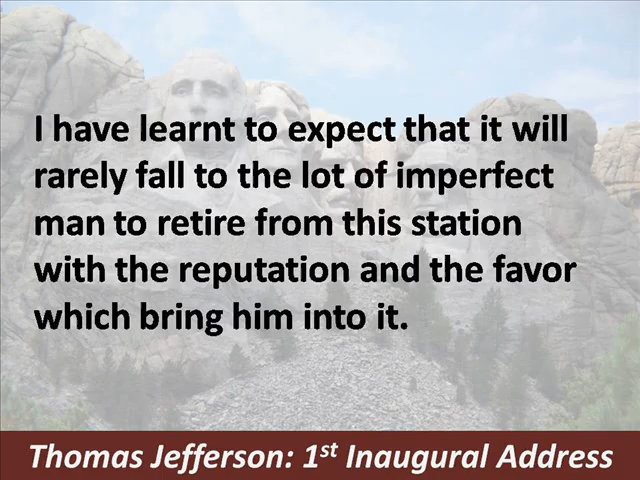 I have learnt to expect that it will
rarely fall to the lot of imperfect
man to retire from this station
with the reputation and the favor
which bring him into it.
Thomas Jefferson: 1st Inaugural Address